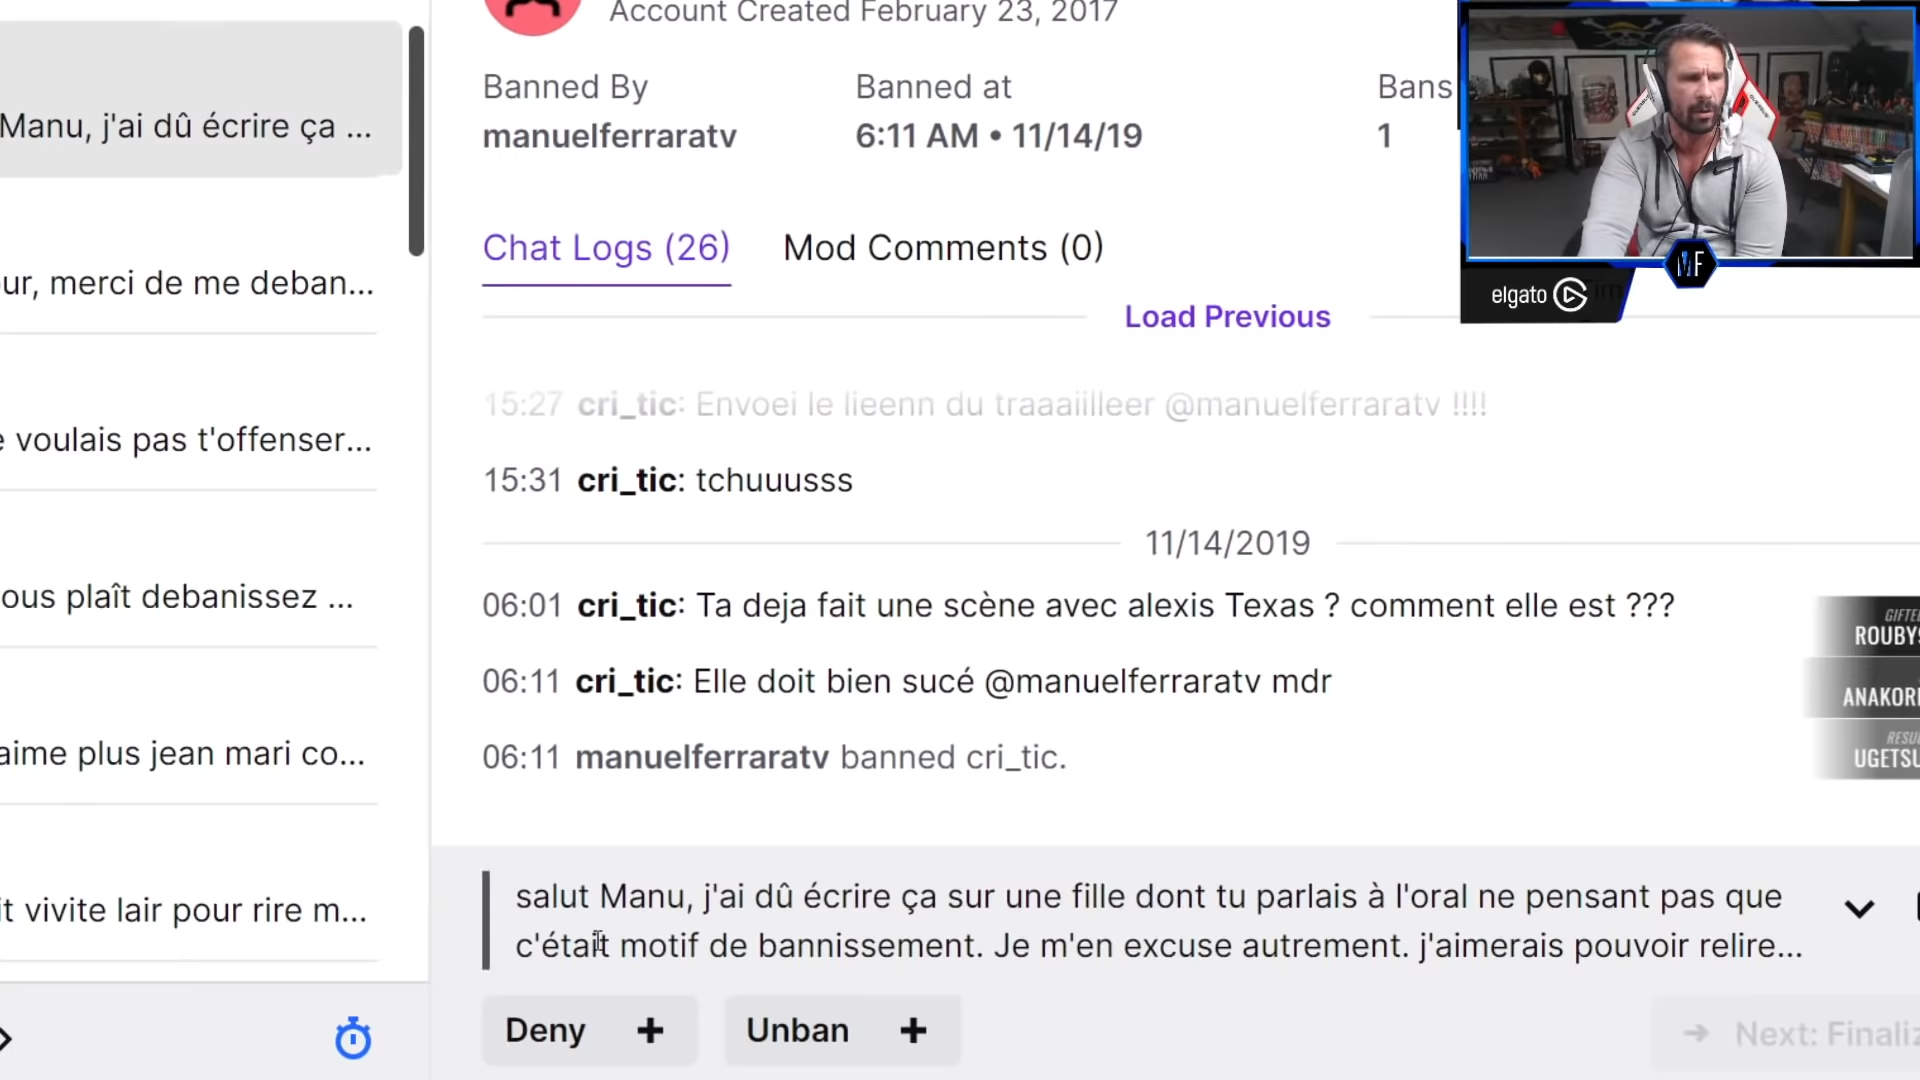 Account Created February 23, 2017
Banned By
manuelferraratv
Banned at
6:11 AM • 11/14/19
Bans
1
Manu, j'ai dû écrire ça ...
ur, merci de me deban...
voulais pas t'offenser...
ous plaît debanissez ...
aime plus jean mari co...
t vivite lair pour rire m...
Chat Logs (26)
Mod Comments (0)
Load Previous
15:27 cri_tic: Envoei le lieenn du traaaiilleer @manuelferraratv !!!!
15:31 cri_tic: tchuuusss
11/14/2019
06:01 cri_tic: Ta deja fait une scène avec alexis Texas ? comment elle est ???
06:11 cri_tic: Elle doit bien sucé @manuelferraratv mdr
06:11 manuelferraratv banned cri_tic.
salut Manu, j'ai dû écrire ça sur une fille dont tu parlais à l'oral ne pensant pas que
c'était motif de bannissement. Je m'en excuse autrement. j'aimerais pouvoir relire...
Deny +
Unban +
Next: Finaliz
MF
elgato
GIFTE
ROUBY
ANAKOR
RESU
UGETSU